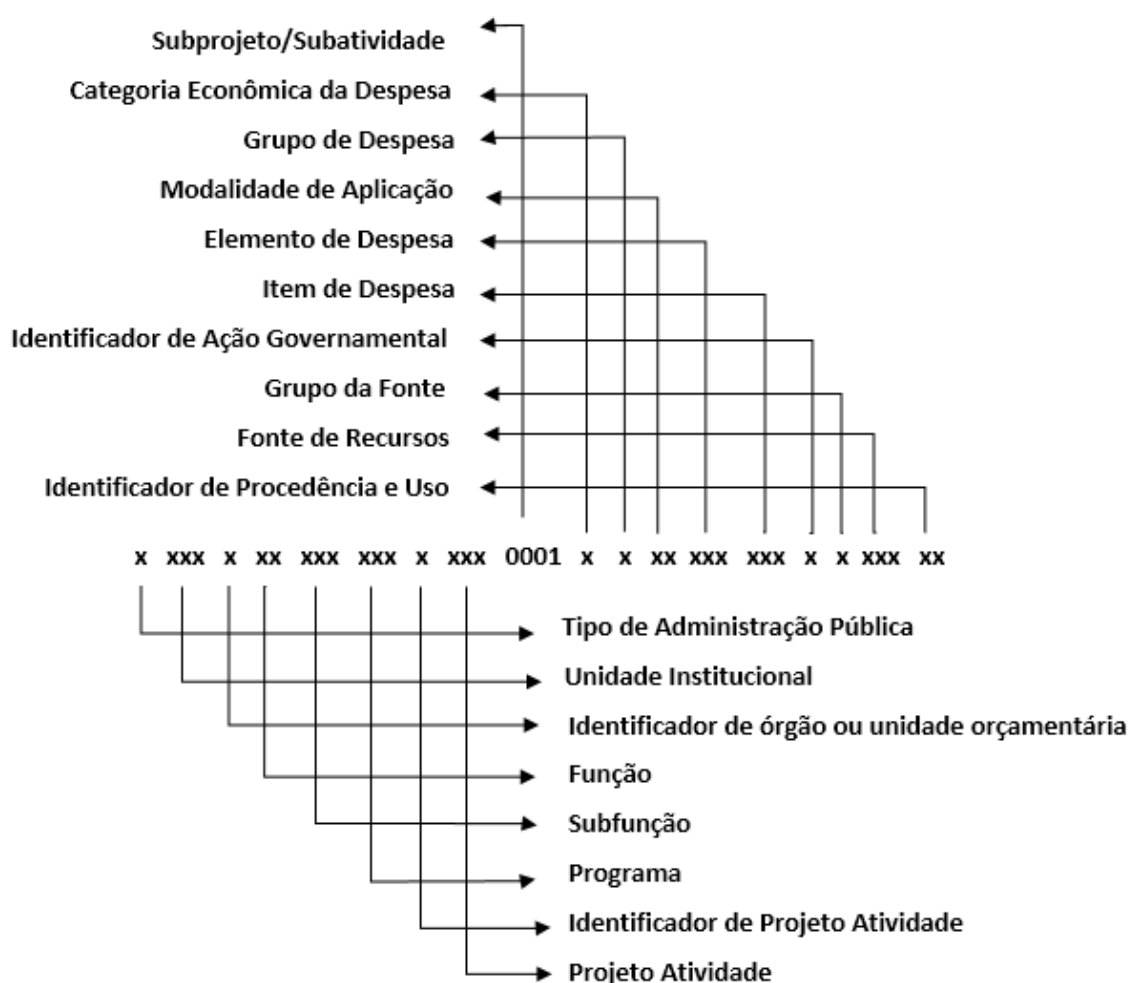 Subprojeto/Subatividade
Categoria Econômica da Despesa
Grupo de Despesa
Modalidade de Aplicação
Elemento de Despesa
Item de Despesa
Identificador de Ação Governamental
Grupo da Fonte
Fonte de Recursos
Identificador de Procedência e Uso
x xxx x xx xxx xxx x xxx 0001 x x xx xxx xxx x x xxx xx
Tipo de Administração Pública
Unidade Institucional
Identificador de órgão ou unidade orçamentária
Função
Subfunção
Programa
Identificador de Projeto Atividade
Projeto Atividade